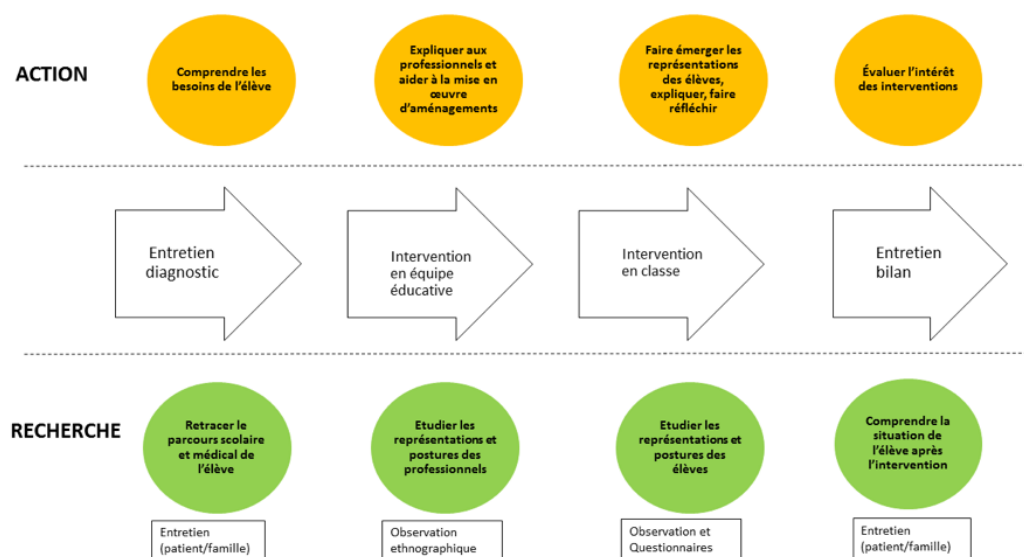 ACTION
Comprendre les
besoins de l’élève
Expliquer aux
professionnels et
aider à la mise en
œuvre
d’aménagements
Faire émerger les
représentations
des élèves,
expliquer, faire
réfléchir
Évaluer l’intérêt
des interventions
Entretien
diagnostic
Intervention
en équipe
éducative
Intervention
en classe
Entretien
bilan
RECHERCHE
Retracer le
parcours scolaire
et médical de
l’élève
Etudier les
représentations et
postures des
professionnels
Etudier les
représentations et
postures des
élèves
Comprendre la
situation de
l’élève après
l’intervention
Entretien
(patient/famille)
Observation
ethnographique
Observation et
Questionnaires
Entretien
(patient/famille)